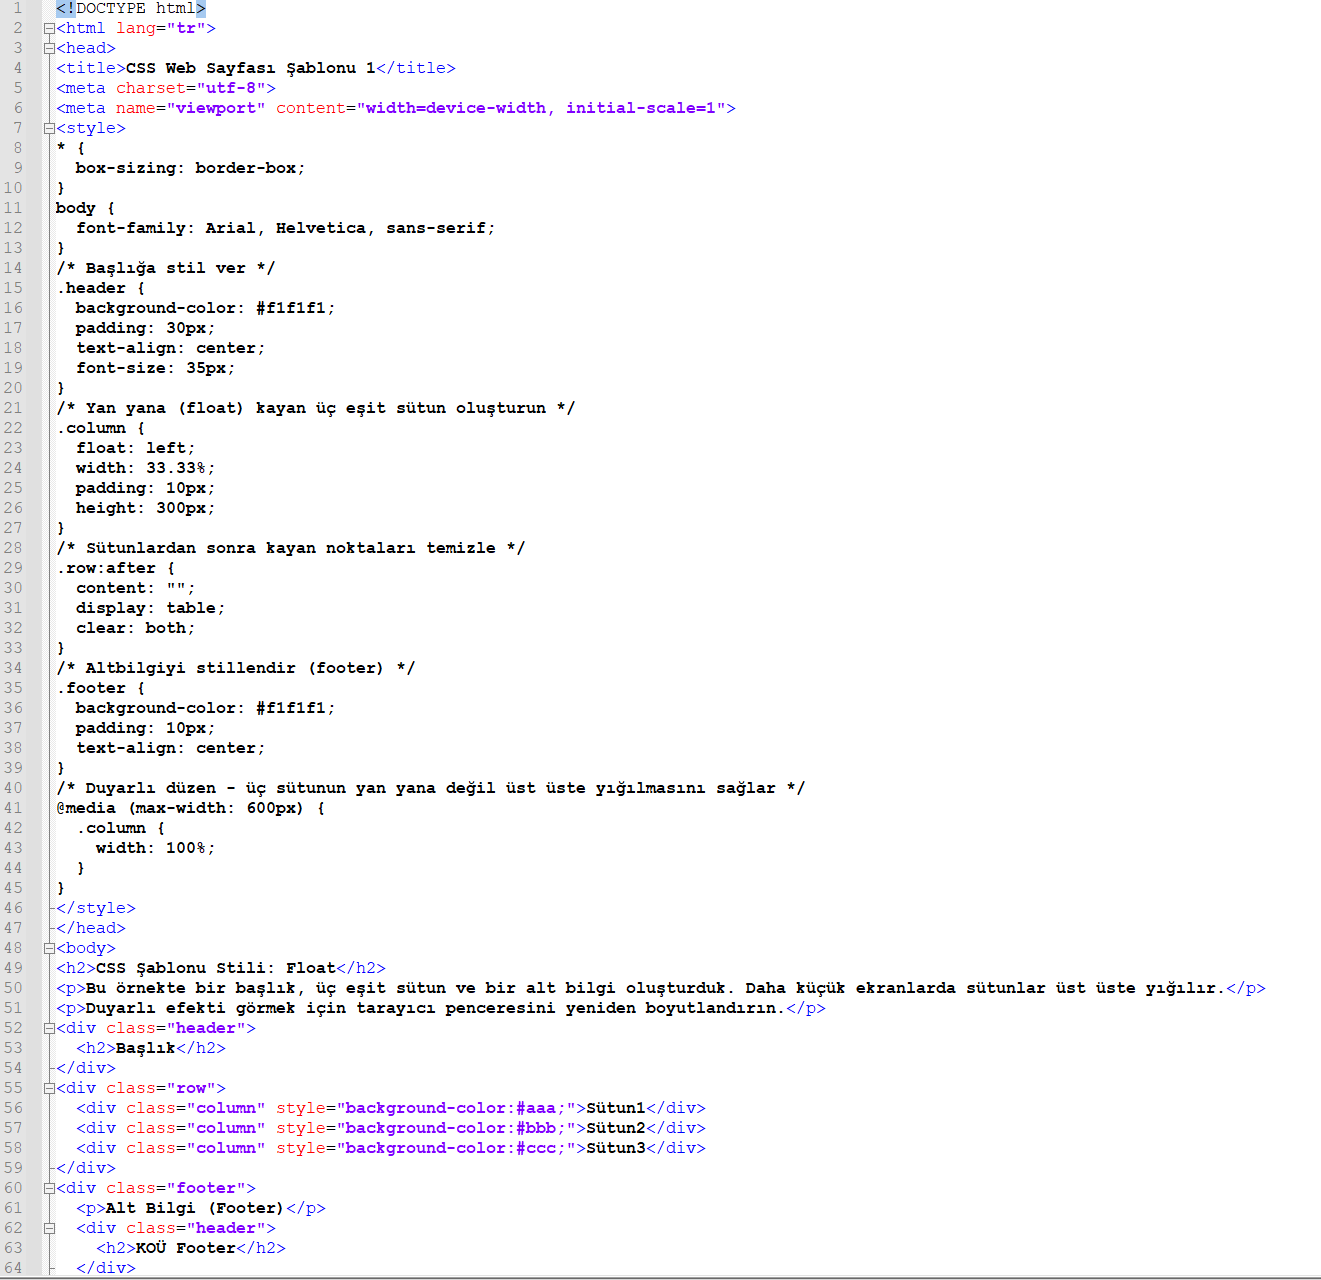 1 <!DOCTYPE html>
2 <html lang="tr">
3 <head>
4 <title>CSS Web Sayfası Şablonu 1</title>
5 <meta charset="utf-8">
6 <meta name="viewport" content="width=device-width, initial-scale=1">
7 <style>
8 * {
9   box-sizing: border-box;
10 }
11 body {
12   font-family: Arial, Helvetica, sans-serif;
13 }
14 /* Başlığa stil ver */
15 .header {
16   background-color: #f1f1f1;
17   padding: 30px;
18   text-align: center;
19   font-size: 35px;
20 }
21 /* Yan yana (float) kayan üç eşit sütun oluşturun */
22 .column {
23   float: left;
24   width: 33.33%;
25   padding: 10px;
26   height: 300px;
27 }
28 /* Sütunlardan sonra kayan noktaları temizle */
29 .row:after {
30   content: "";
31   display: table;
32   clear: both;
33 }
34 /* Altbilgiyi stillendir (footer) */
35 .footer {
36   background-color: #f1f1f1;
37   padding: 10px;
38   text-align: center;
39 }
40 /* Duyarlı düzen - üç sütunun yan yana değil üst üste yığılmasını sağlar */
41 @media (max-width: 600px) {
42   .column {
43     width: 100%;
44   }
45 }
46 </style>
47 </head>
48 <body>
49 <h2>CSS Şablonu Stili: Float</h2>
50 <p>Bu örnekte bir başlık, üç eşit sütun ve bir alt bilgi oluşturduk. Daha küçük ekranlarda sütunlar üst üste yığılır.</p>
51 <p>Duyarlı efekti görmek için tarayıcı penceresini yeniden boyutlandırın.</p>
52 <div class="header">
53   <h2>Başlık</h2>
54 </div>
55 <div class="row">
56   <div class="column" style="background-color:#aaa;">Sütun1</div>
57   <div class="column" style="background-color:#bbb;">Sütun2</div>
58   <div class="column" style="background-color:#ccc;">Sütun3</div>
59 </div>
60 <div class="footer">
61   <p>Alt Bilgi (Footer)</p>
62   <div class="header">
63     <h2>KOÜ Footer</h2>
64   </div>